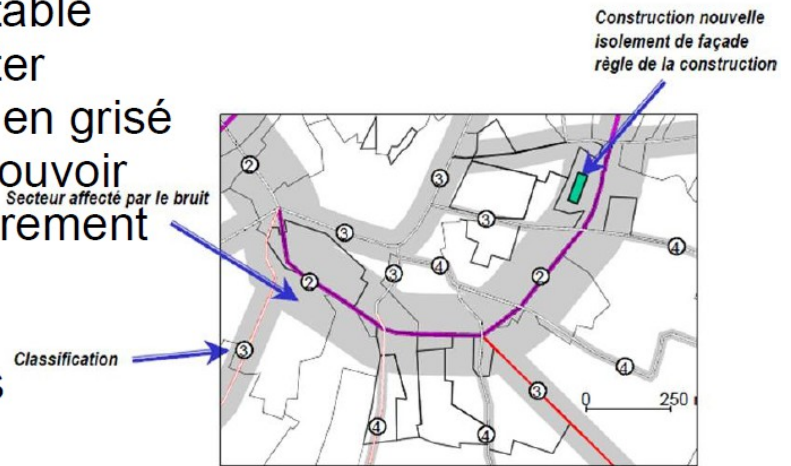 table
ter
en grisé
ouvoir
rement
s
Construction nouvelle
isolement de façade
règle de la construction
Secteur affecté par le bruit
Classification
2
3
3
3
4
2
4
3
3
4
3
4
4
2
0 250